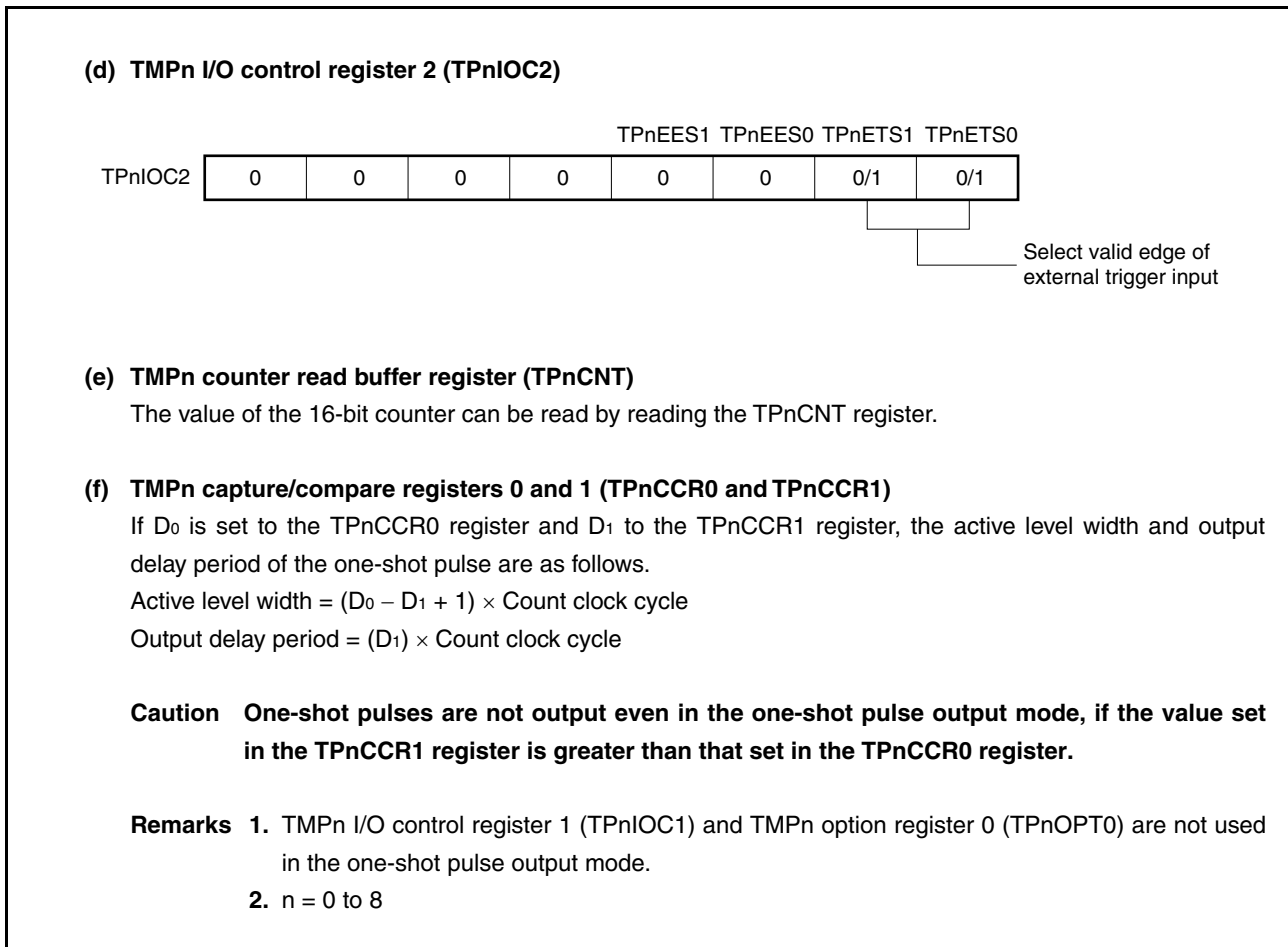 (d) TMPn I/O control register 2 (TPnIOC2)
TPnEES1 TPnEES0 TPnETS1 TPnETS0
TPnIOC2 0 0 0 0 0 0 0/1 0/1
Select valid edge of
external trigger input
(e) TMPn counter read buffer register (TPnCNT)
The value of the 16-bit counter can be read by reading the TPnCNT register.
(f) TMPn capture/compare registers 0 and 1 (TPnCCR0 and TPnCCR1)
If D0 is set to the TPnCCR0 register and D1 to the TPnCCR1 register, the active level width and output
delay period of the one-shot pulse are as follows.
Active level width = (D0 − D1 + 1) × Count clock cycle
Output delay period = (D1) × Count clock cycle
Caution One-shot pulses are not output even in the one-shot pulse output mode, if the value set
in the TPnCCR1 register is greater than that set in the TPnCCR0 register.
Remarks 1. TMPn I/O control register 1 (TPnIOC1) and TMPn option register 0 (TPnOPT0) are not used
in the one-shot pulse output mode.
2. n = 0 to 8